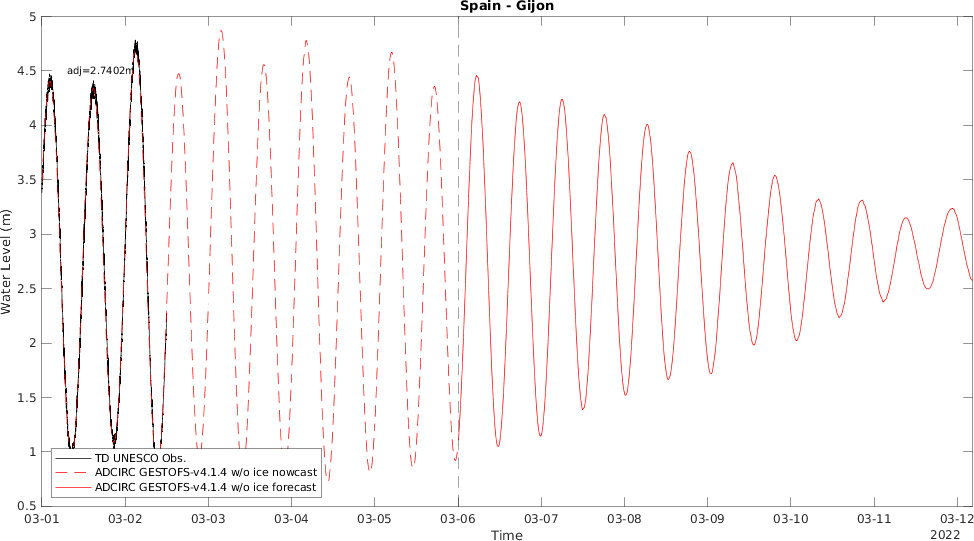 Spain - Gijon
5
4.5
4
3.5
3
2.5
2
1.5
1
0.5
Water Level (m)
adj=2.7402m
TD UNESCO Obs.
ADCIRC GESTOFS-v4.1.4 w/o ice nowcast
ADCIRC GESTOFS-v4.1.4 w/o ice forecast
03-01 03-02 03-03 03-04 03-05 03-06 03-07 03-08 03-09 03-10 03-11 03-12
Time
2022